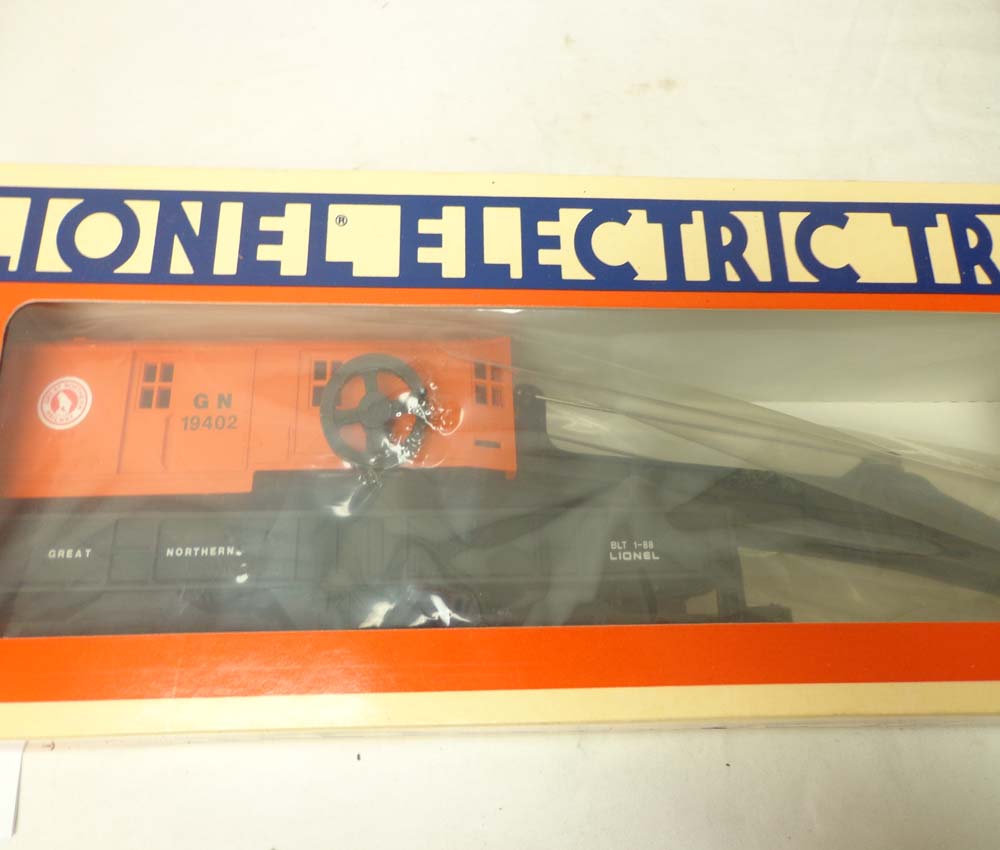 LIONEL® ELECTRIC TR
GN
19402
GREAT NORTHERN
BLT 1-88
LIONEL